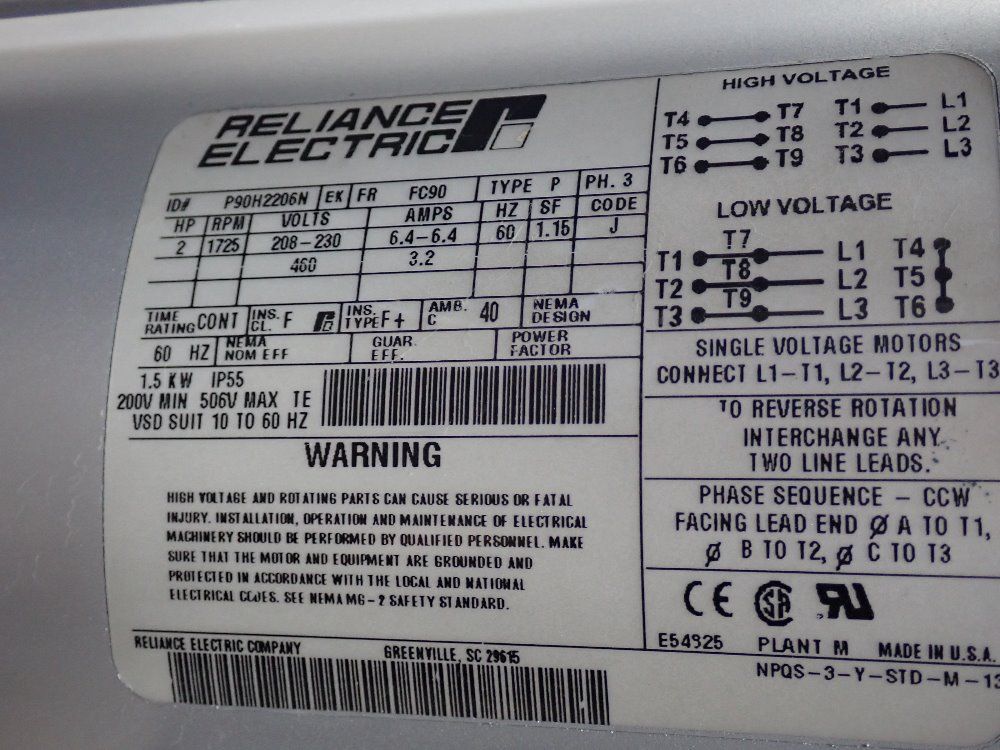 RELIANCE
ELECTRIC
ID# P90H2206N EK FR FC90 TYPE P PH. 3
HP RPM VOLTS AMPS HZ SF CODE
2 1725 208-230 6.4-6.4 60 1.15 J
460 3.2
TIME RATING CONT INS. CL. F INS. TYPE F+ AMB. C 40 NEMA DESIGN
60 HZ NEMA NOM EFF GUAR. EFF. POWER FACTOR
1.5 KW IP55
200V MIN 506V MAX TE
VSD SUIT 10 TO 60 HZ
WARNING
HIGH VOLTAGE AND ROTATING PARTS CAN CAUSE SERIOUS OR FATAL
INJURY. INSTALLATION, OPERATION AND MAINTENANCE OF ELECTRICAL
MACHINERY SHOULD BE PERFORMED BY QUALIFIED PERSONNEL. MAKE
SURE THAT THE MOTOR AND EQUIPMENT ARE GROUNDED AND
PROTECTED IN ACCORDANCE WITH THE LOCAL AND NATIONAL
ELECTRICAL CODES. SEE NEMA MG-2 SAFETY STANDARD.
RELIANCE ELECTRIC COMPANY GREENVILLE, SC 29615
HIGH VOLTAGE
T4 T7 T1 L1
T5 T8 T2 L2
T6 T9 T3 L3
LOW VOLTAGE
T7
T1 L1 T4
T8
T2 L2 T5
T9
T3 L3 T6
SINGLE VOLTAGE MOTORS
CONNECT L1-T1, L2-T2, L3-T3
TO REVERSE ROTATION
INTERCHANGE ANY
TWO LINE LEADS.
PHASE SEQUENCE - CCW
FACING LEAD END Ø A TO T1,
Ø B TO T2, Ø C TO T3
CE SA RU
E54925 PLANT M MADE IN U.S.A.
NPQS-3-Y-STD-M-13